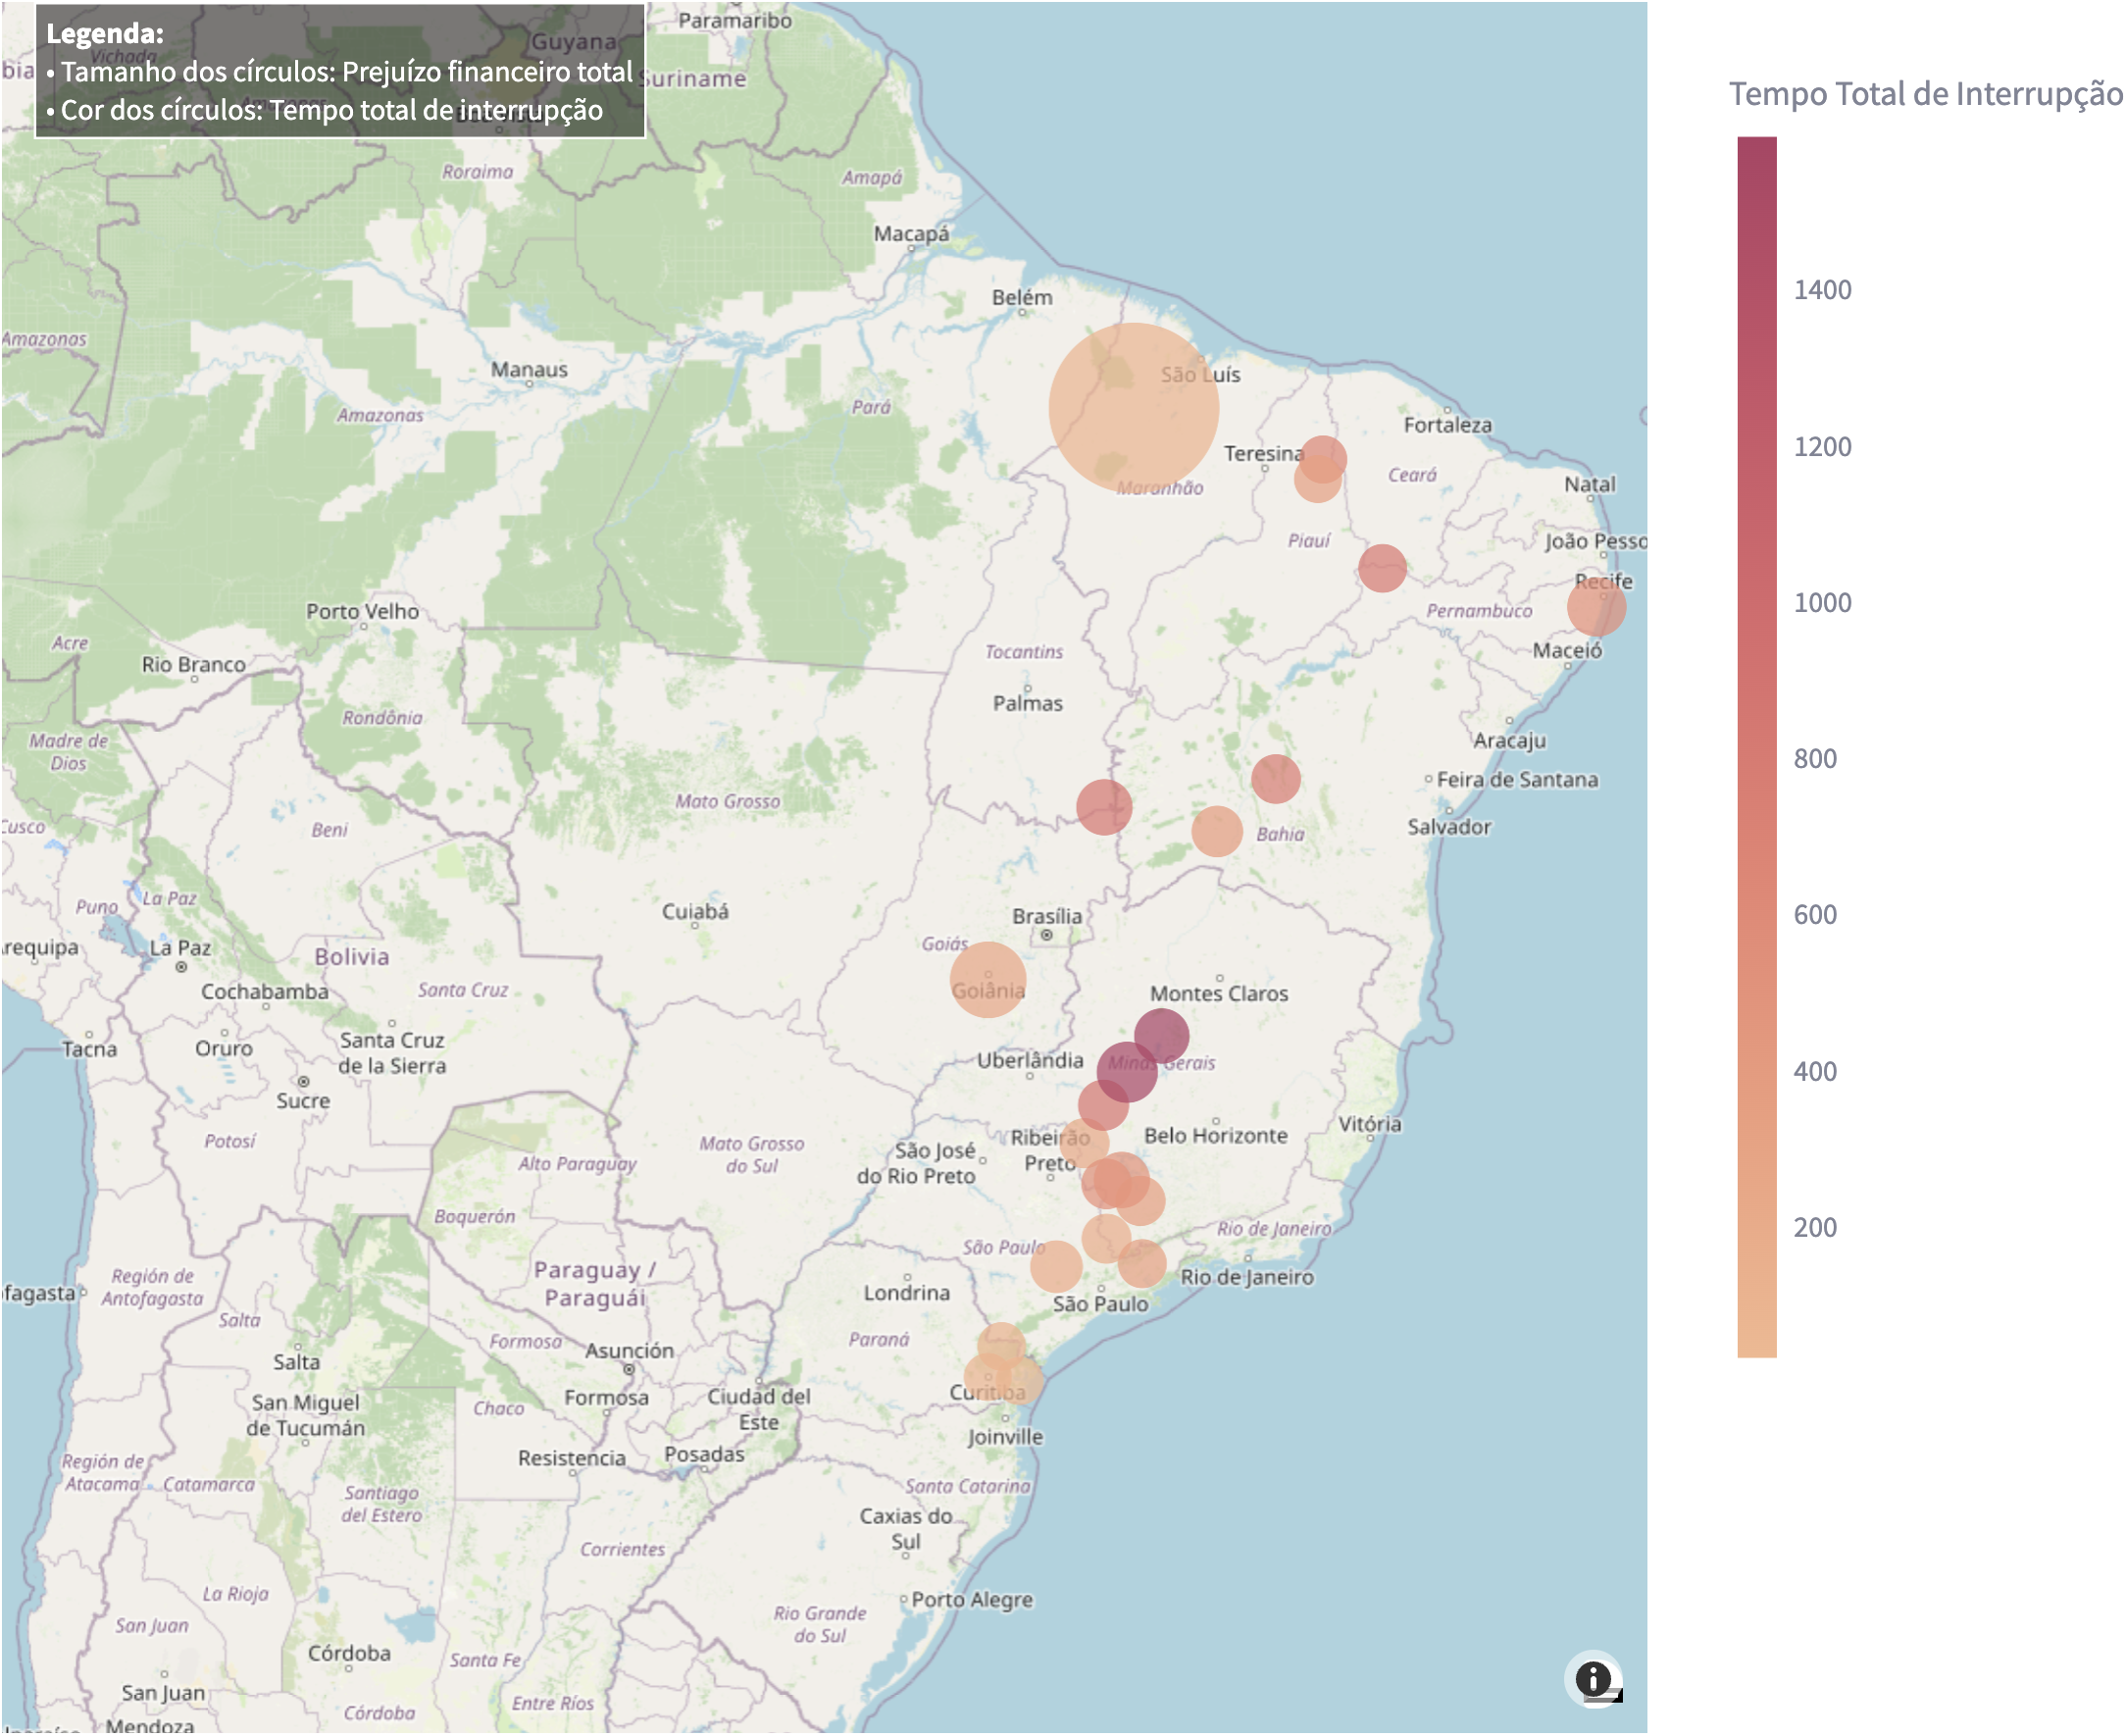 Legenda:
• Tamanho dos círculos: Prejuízo financeiro total
• Cor dos círculos: Tempo total de interrupção
Paramaribo
Guyana
Vichada
bia
Suriname
Amazonas
Roraima
Amapá
Macapá
Belém
Amazonas
Manaus
São Luís
Pará
Amazonas
Fortaleza
Teresina
Ceará
Maranhão
Natal
Piauí
João Pesso
Recife
Porto Velho
Pernambuco
Acre
Maceió
Tocantins
Rio Branco
Palmas
Rondônia
Madre de
Dios
Aracaju
Feira de Santana
Mato Grosso
Cusco
Beni
Salvador
Bahia
La Paz
Puno
Cuiabá
Brasília
Goiás
requipa
La Paz
Bolivia
Cochabamba
Santa Cruz
Goiânia
Montes Claros
Tacna
Oruro
Santa Cruz
de la Sierra
Uberlândia
Minas Gerais
Sucre
Vitória
Potosí
Mato Grosso
do Sul
Ribeirão
Preto
Belo Horizonte
São José
do Rio Preto
Alto Paraguay
Boquerón
Rio de Janeiro
São Paulo
Paraguay /
Paraguái
Región de
Antofagasta
fagasta
Rio de Janeiro
Londrina
São Paulo
Salta
Formosa
Paraná
Asunción
Salta
San Miguel
de Tucumán
Formosa
Ciudad del
Este
Curitiba
Chaco
Joinville
Resistencia
Posadas
Región de
Atacama
Catamarca
Santiago
del Estero
Santa Catarina
Caxias do
Sul
Corrientes
La Rioja
Porto Alegre
San Juan
Rio Grande
do Sul
Córdoba
Santa Fe
San Juan
Córdoba
Entre Ríos
Mendoza
Tempo Total de Interrupção
1400
1200
1000
800
600
400
200